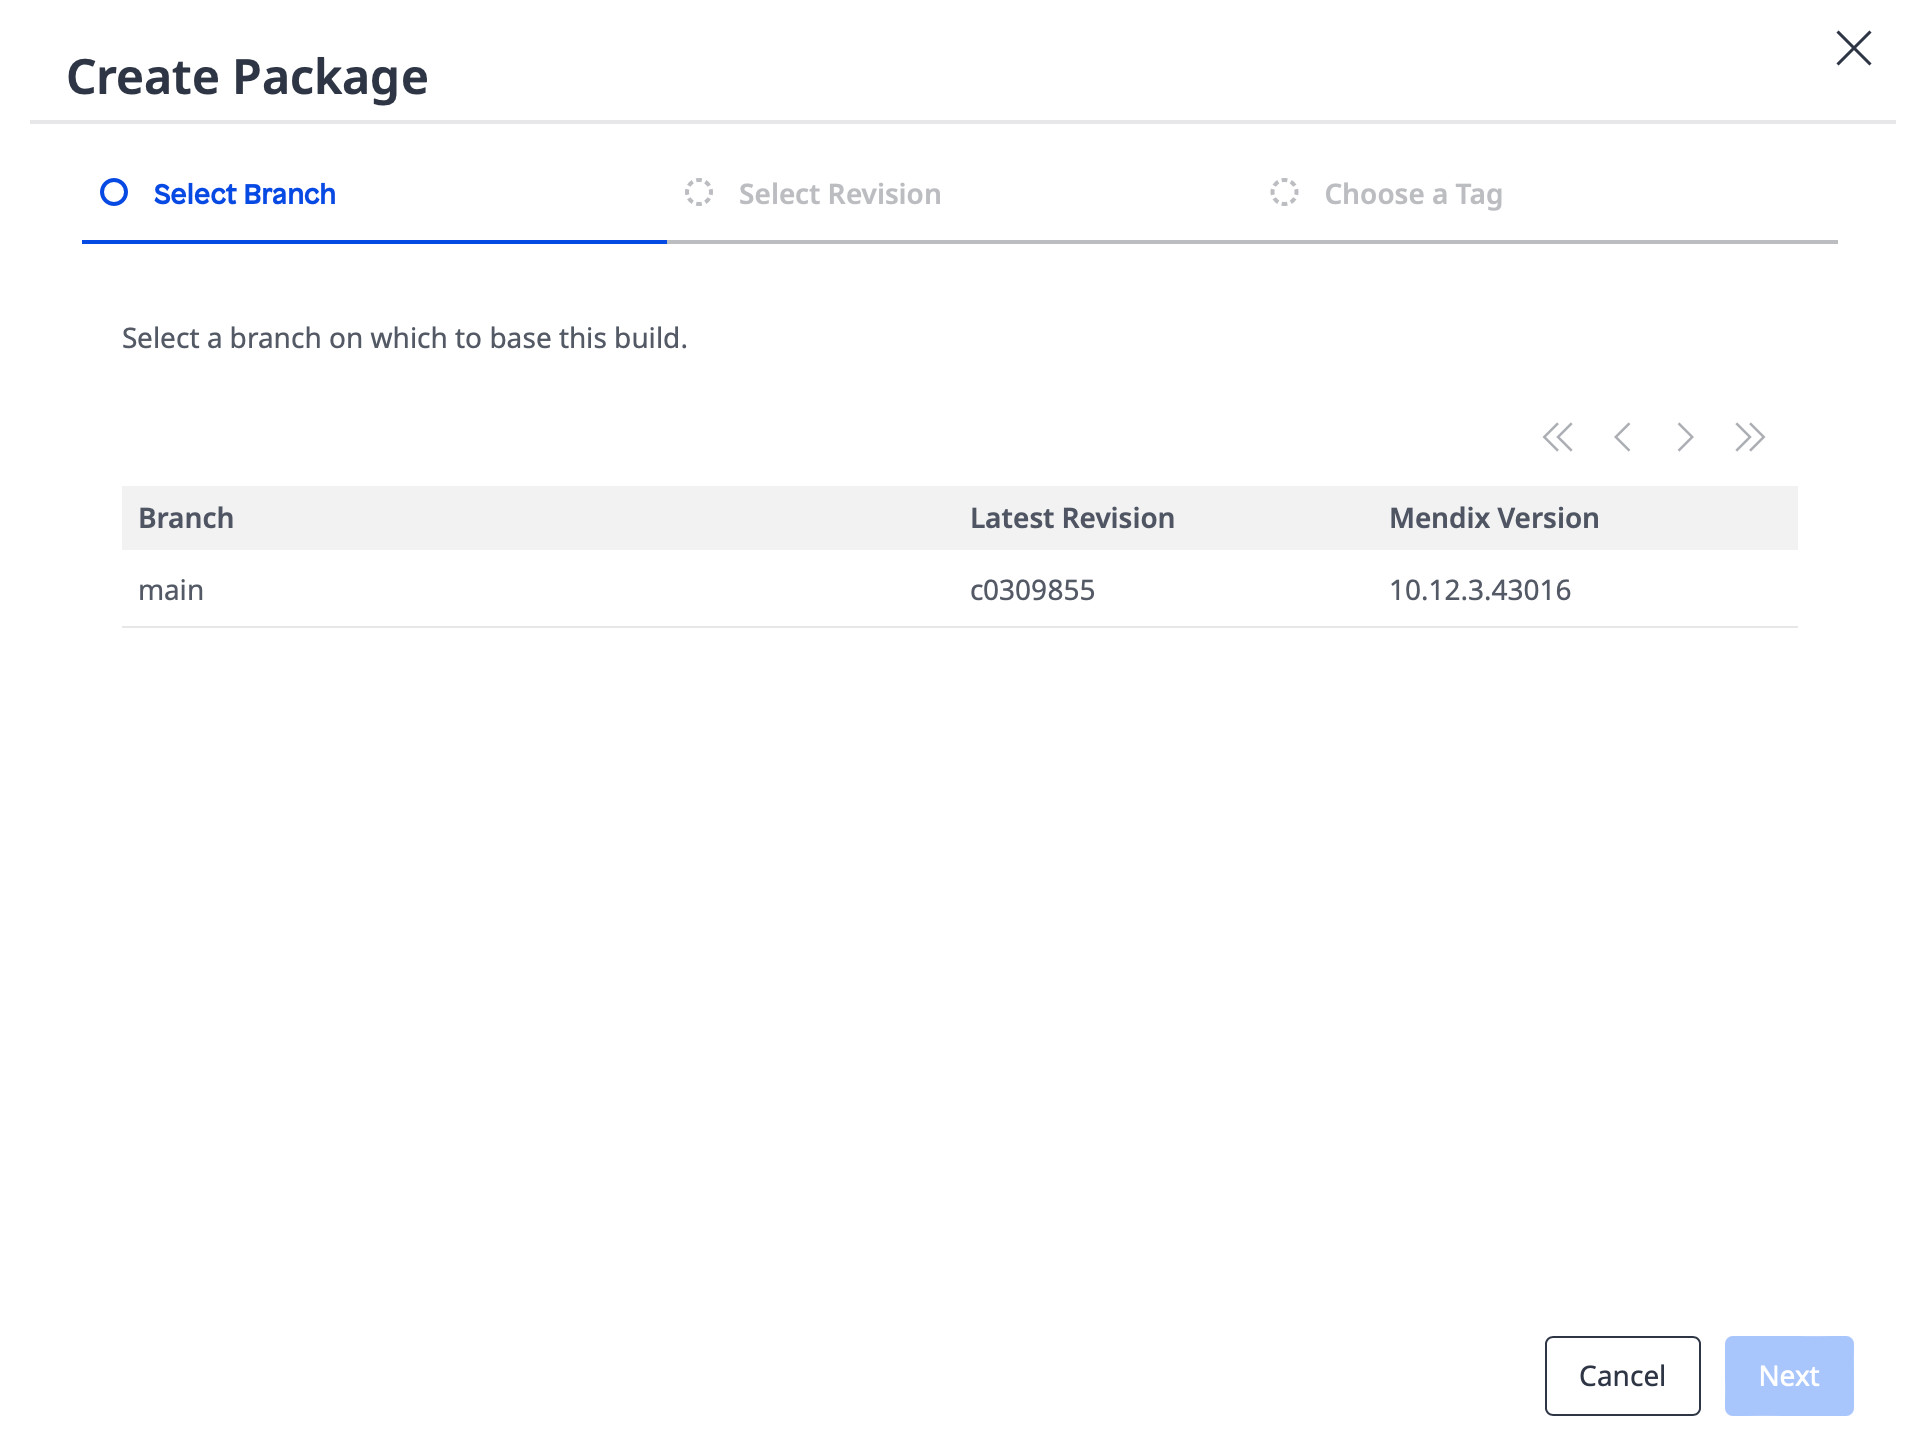 Create Package
Select Branch
Select Revision
Choose a Tag
Select a branch on which to base this build.
Branch Latest Revision Mendix Version
main c0309855 10.12.3.43016
Cancel Next